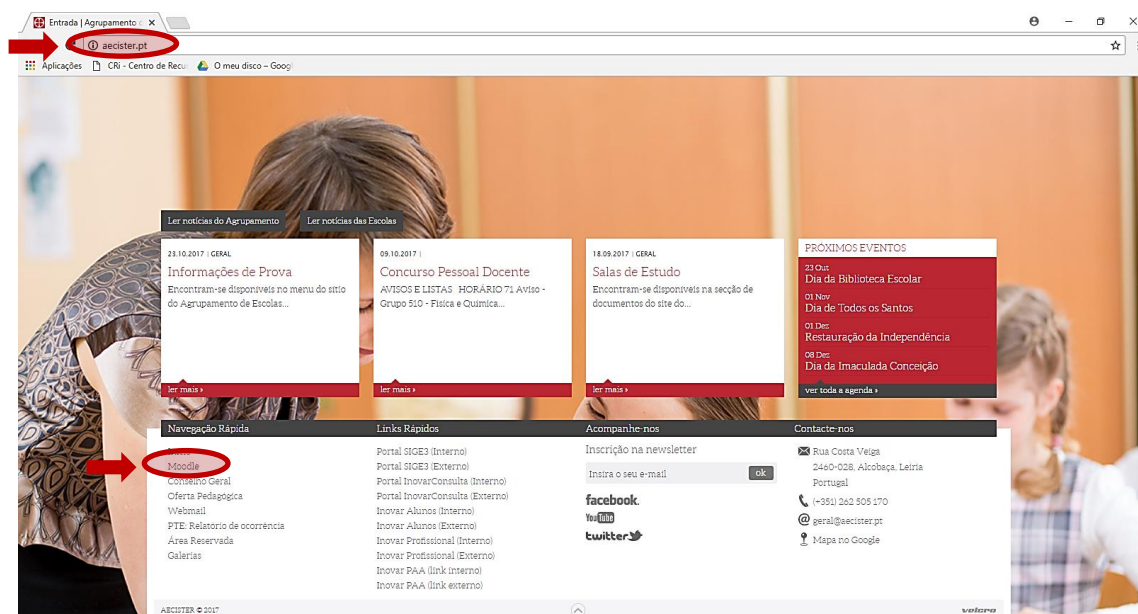 Entrada | Agrupamento
aecister.pt
Aplicações
CRi - Centro de Recu
O meu disco – Goog
Ler notícias do Agrupamento
Ler notícias das Escolas
23.10.2017 | GERAL
Informações de Prova
Encontram-se disponíveis no menu do sítio
do Agrupamento de Escolas...
ler mais
09.10.2017 |
Concurso Pessoal Docente
AVISOS E LISTAS HORÁRIO 71 Aviso -
Grupo 510 - Física e Química...
ler mais
18.09.2017 | GERAL
Salas de Estudo
Encontram-se disponíveis na secção de
documentos do site do...
ler mais
PRÓXIMOS EVENTOS
23 Out
Dia da Biblioteca Escolar
01 Nov
Dia de Todos os Santos
01 Dez
Restauração da Independência
08 Dez
Dia da Imaculada Conceição
ver toda a agenda
Navegação Rápida
Moodle
Conselho Geral
Oferta Pedagógica
Webmail
PTE: Relatório de ocorrência
Área Reservada
Galerias
Links Rápidos
Portal SIGE3 (Interno)
Portal SIGE3 (Externo)
Portal InovarConsulta (Interno)
Portal InovarConsulta (Externo)
Inovar Alunos (Interno)
Inovar Alunos (Externo)
Inovar Profissional (Interno)
Inovar Profissional (Externo)
Inovar PAA (link interno)
Inovar PAA (link externo)
Acompanhe-nos
Inscrição na newsletter
Insira o seu e-mail
ok
facebook.
YouTube
twitter
Contacte-nos
Rua Costa Veiga
2460-028, Alcobaça, Leiria
Portugal
(+351) 262 505 170
geral@aecister.pt
Mapa no Google
AECISTER © 2017
velcro